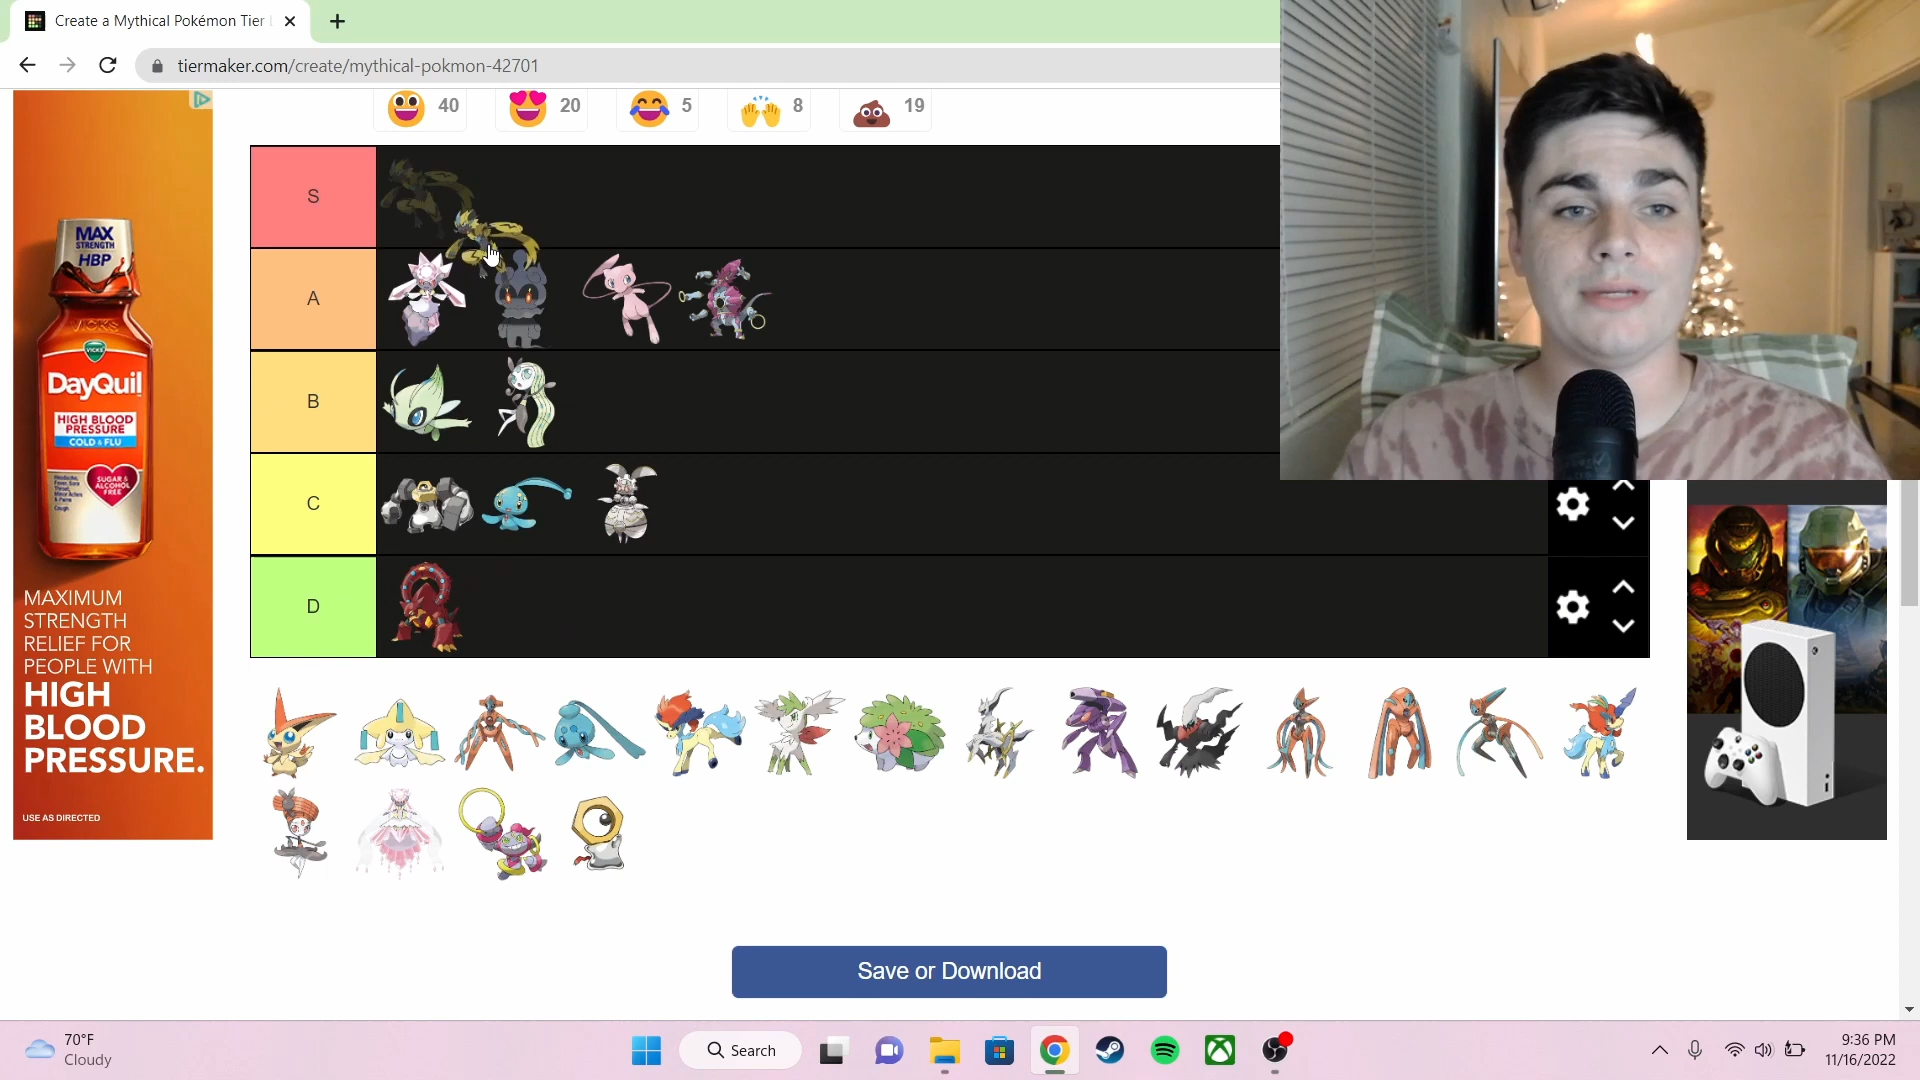 Create a Mythical Pokémon Tier
tiermaker.com/create/mythical-pokmon-42701
40
20
5
8
19
S
A
B
C
D
MAX
STRENGTH
HBP
VICKS
VICKS
DayQuil
HIGH BLOOD
PRESSURE
COLD & FLU
SUGAR &
ALCOHOL
FREE
MAXIMUM
STRENGTH
RELIEF FOR
PEOPLE WITH
HIGH
BLOOD
PRESSURE.
USE AS DIRECTED
Save or Download
70°F
Cloudy
Search
9:36 PM
11/16/2022